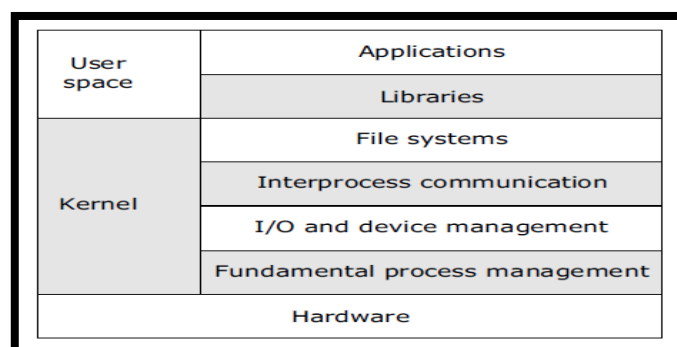 User
space
Applications
Libraries
Kernel
File systems
Interprocess communication
I/O and device management
Fundamental process management
Hardware